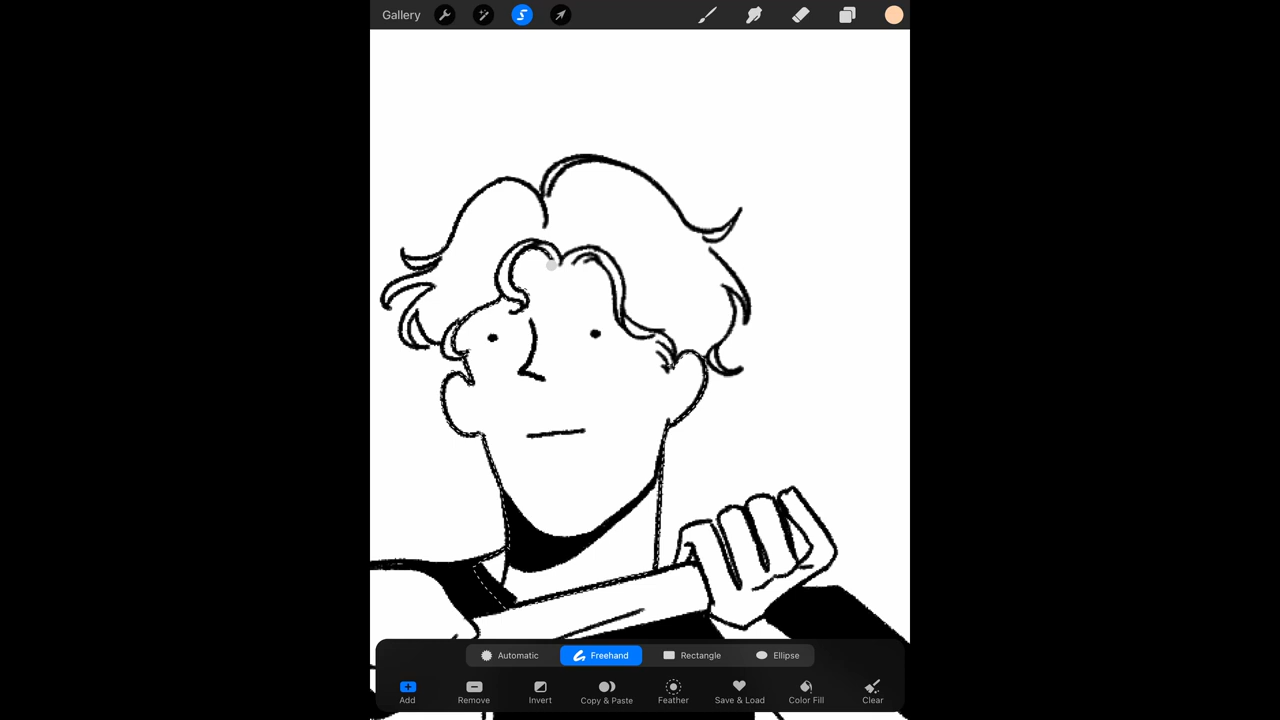 Gallery
Automatic Freehand Rectangle Ellipse
Add Remove Invert Copy & Paste Feather Save & Load Color Fill Clear